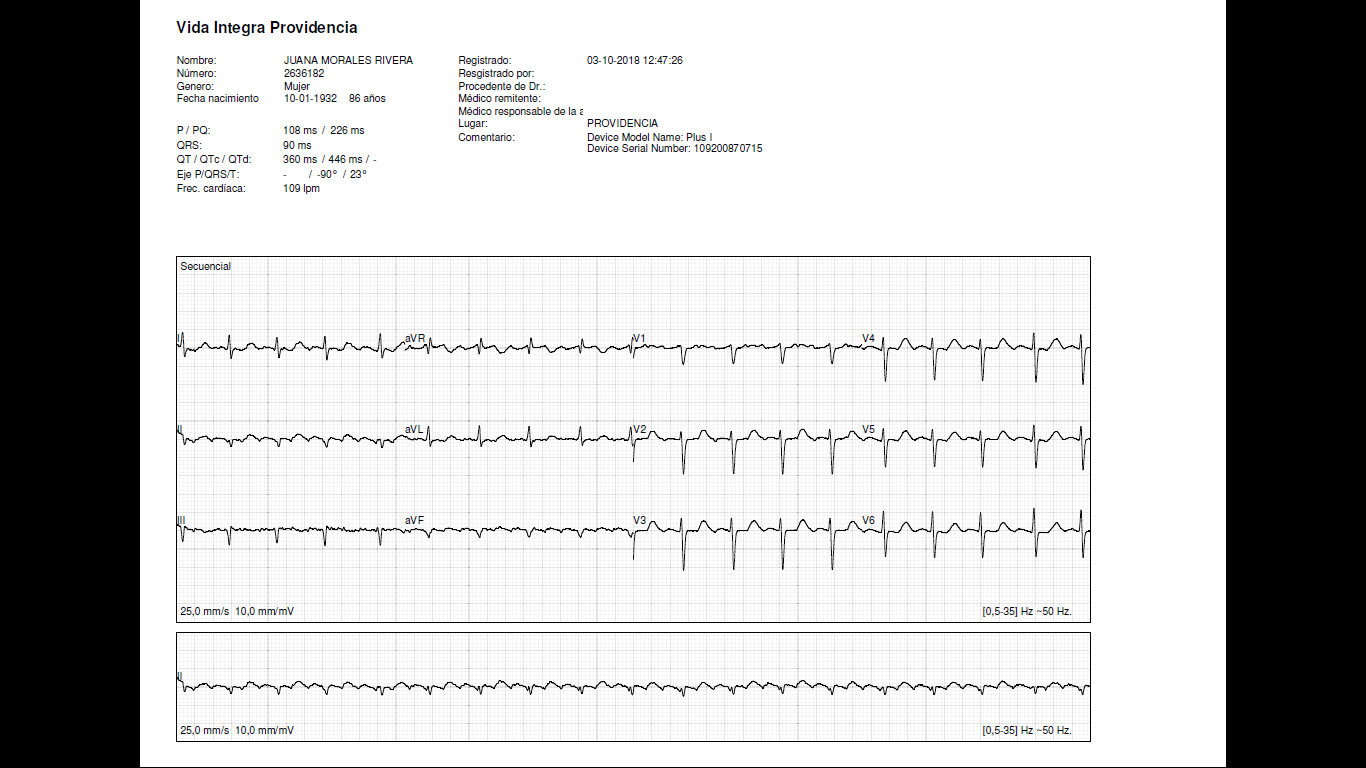 Vida Integra Providencia
Nombre: JUANA MORALES RIVERA
Número: 2636182
Genero: Mujer
Fecha nacimiento 10-01-1932 86 años
P / PQ: 108 ms / 226 ms
QRS: 90 ms
QT / QTc / QTd: 360 ms / 446 ms / -
Eje P/QRS/T: - / -90° / 23°
Frec. cardíaca: 109 lpm
Registrado: 03-10-2018 12:47:26
Resgistrado por:
Procedente de Dr.:
Médico remitente:
Médico responsable de la a
Lugar: PROVIDENCIA
Comentario: Device Model Name: Plus I
Device Serial Number: 109200870715
Secuencial
I aVR V1 V4
II aVL V2 V5
III aVF V3 V6
25,0 mm/s 10,0 mm/mV [0,5-35] Hz ~50 Hz.
II
25,0 mm/s 10,0 mm/mV [0,5-35] Hz ~50 Hz.